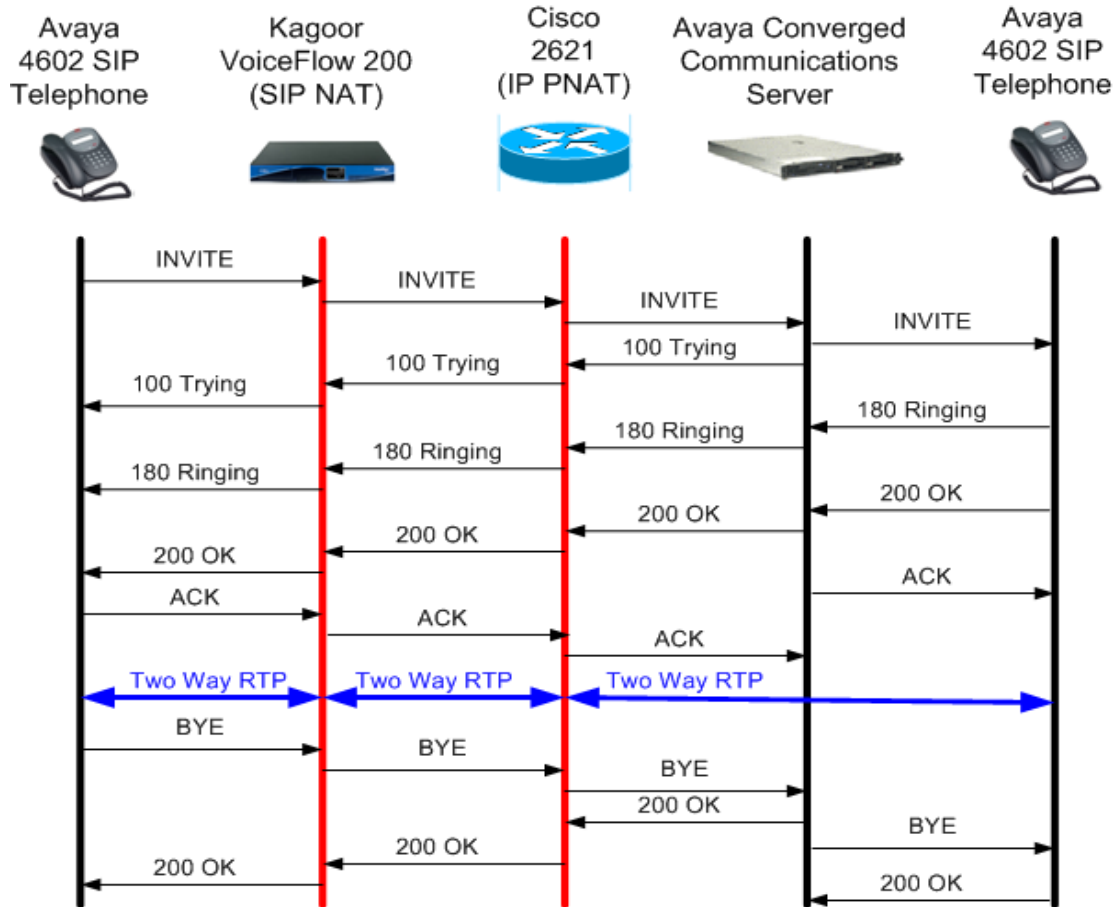 Avaya
4602 SIP
Telephone
Kagoor
VoiceFlow 200
(SIP NAT)
Cisco
2621
(IP PNAT)
Avaya Converged
Communications
Server
Avaya
4602 SIP
Telephone
INVITE
INVITE
INVITE
INVITE
100 Trying
100 Trying
100 Trying
180 Ringing
180 Ringing
180 Ringing
180 Ringing
200 OK
200 OK
200 OK
200 OK
ACK
ACK
ACK
ACK
Two Way RTP
Two Way RTP
Two Way RTP
BYE
BYE
BYE
200 OK
BYE
200 OK
200 OK
200 OK